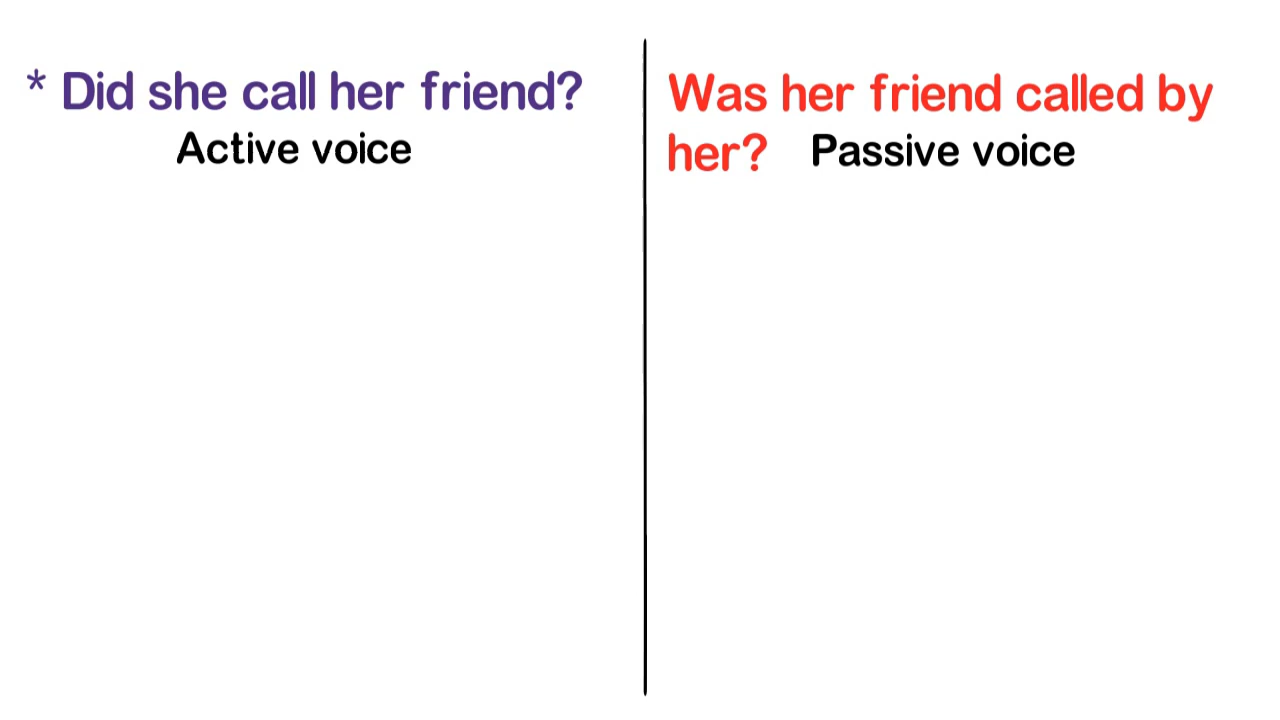 * Did she call her friend?
Active voice
Was her friend called by
her? Passive voice